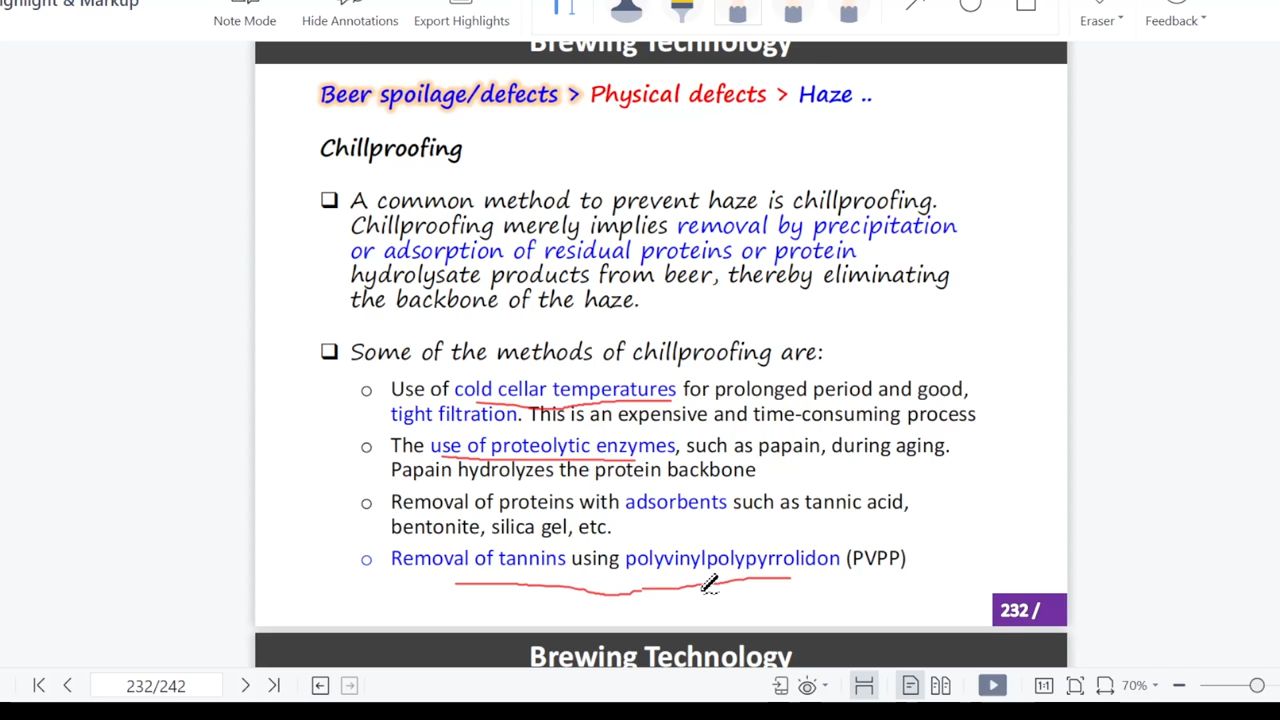 ighlight & Markup
Note Mode
Hide Annotations
Export Highlights
Eraser
Feedback
Brewing Technology
Beer spoilage/defects > Physical defects > Haze ..
Chillproofing
❑ A common method to prevent haze is chillproofing.
Chillproofing merely implies removal by precipitation
or adsorption of residual proteins or protein
hydrolysate products from beer, thereby eliminating
the backbone of the haze.
❑ Some of the methods of chillproofing are:
o Use of cold cellar temperatures for prolonged period and good,
tight filtration. This is an expensive and time-consuming process
o The use of proteolytic enzymes, such as papain, during aging.
Papain hydrolyzes the protein backbone
o Removal of proteins with adsorbents such as tannic acid,
bentonite, silica gel, etc.
o Removal of tannins using polyvinylpolypyrrolidon (PVPP)
232 /
Brewing Technology
232/242
1:1
70%